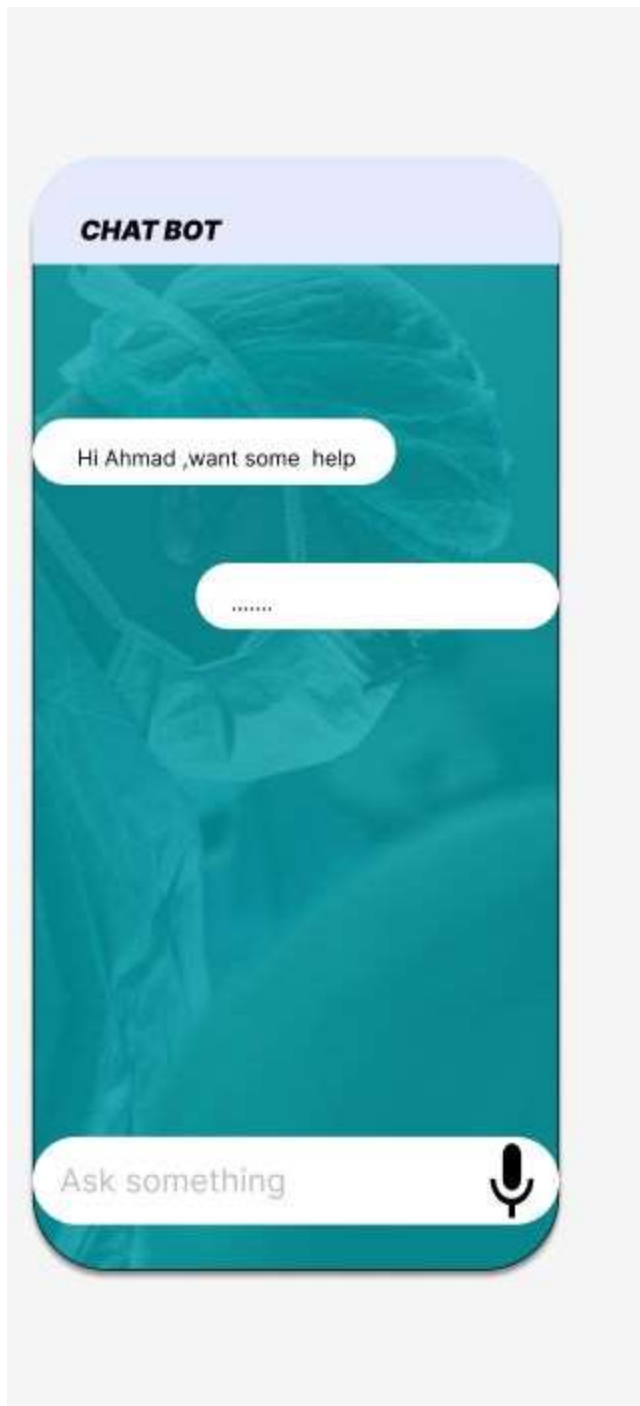 CHAT BOT
Hi Ahmad ,want some  help
.......
Ask something